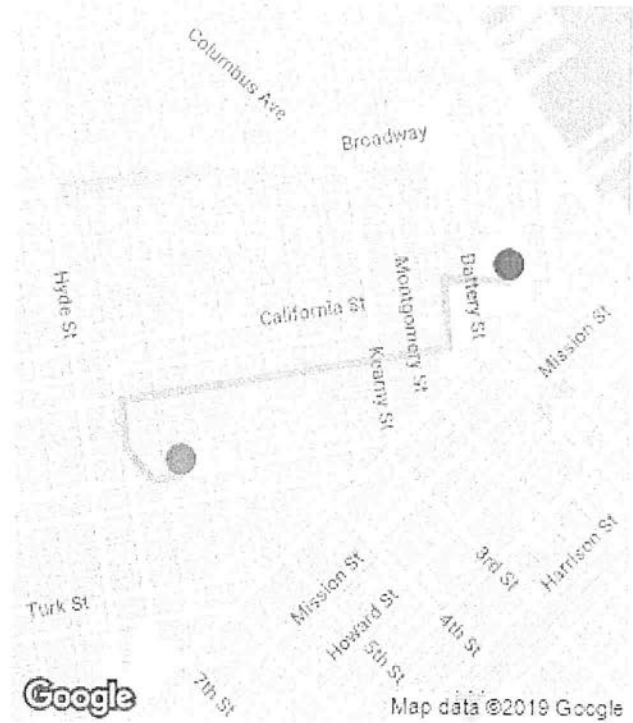 Columbus Ave
Broadway
Hyde St
Montgomery St
Battery St
California St
Kearny St
Mission St
3rd St
Harrison St
Mission St
Howard St
4th St
5th St
Turk St
7th St
Google
Map data ©2019 Google